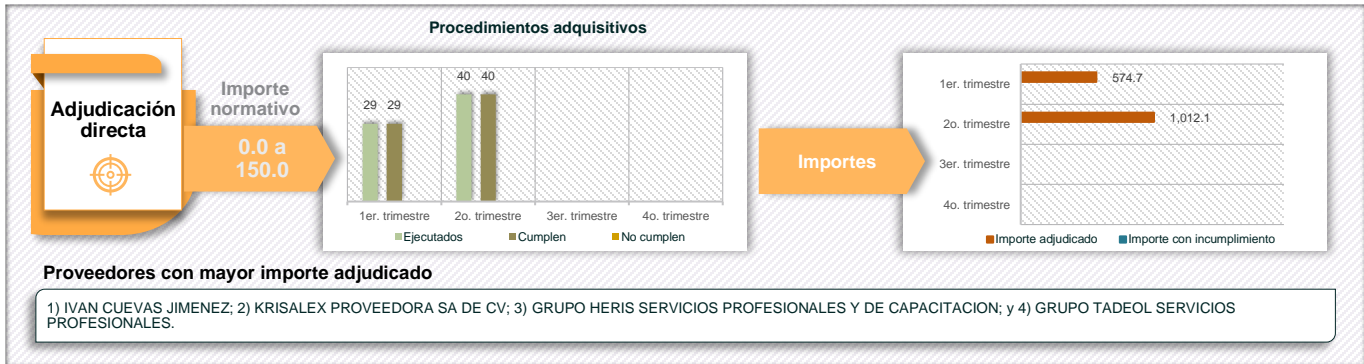 Procedimientos adquisitivos
Adjudicación
directa
Importe
normativo
0.0 a
150.0
29 29
40 40
1er. trimestre 2o. trimestre 3er. trimestre 4o. trimestre
Ejecutados Cumplen No cumplen
Importes
1er. trimestre 574.7
2o. trimestre 1,012.1
3er. trimestre
4o. trimestre
Importe adjudicado Importe con incumplimiento
Proveedores con mayor importe adjudicado
1) IVAN CUEVAS JIMENEZ; 2) KRISALEX PROVEEDORA SA DE CV; 3) GRUPO HERIS SERVICIOS PROFESIONALES Y DE CAPACITACION; y 4) GRUPO TADEOL SERVICIOS
PROFESIONALES.